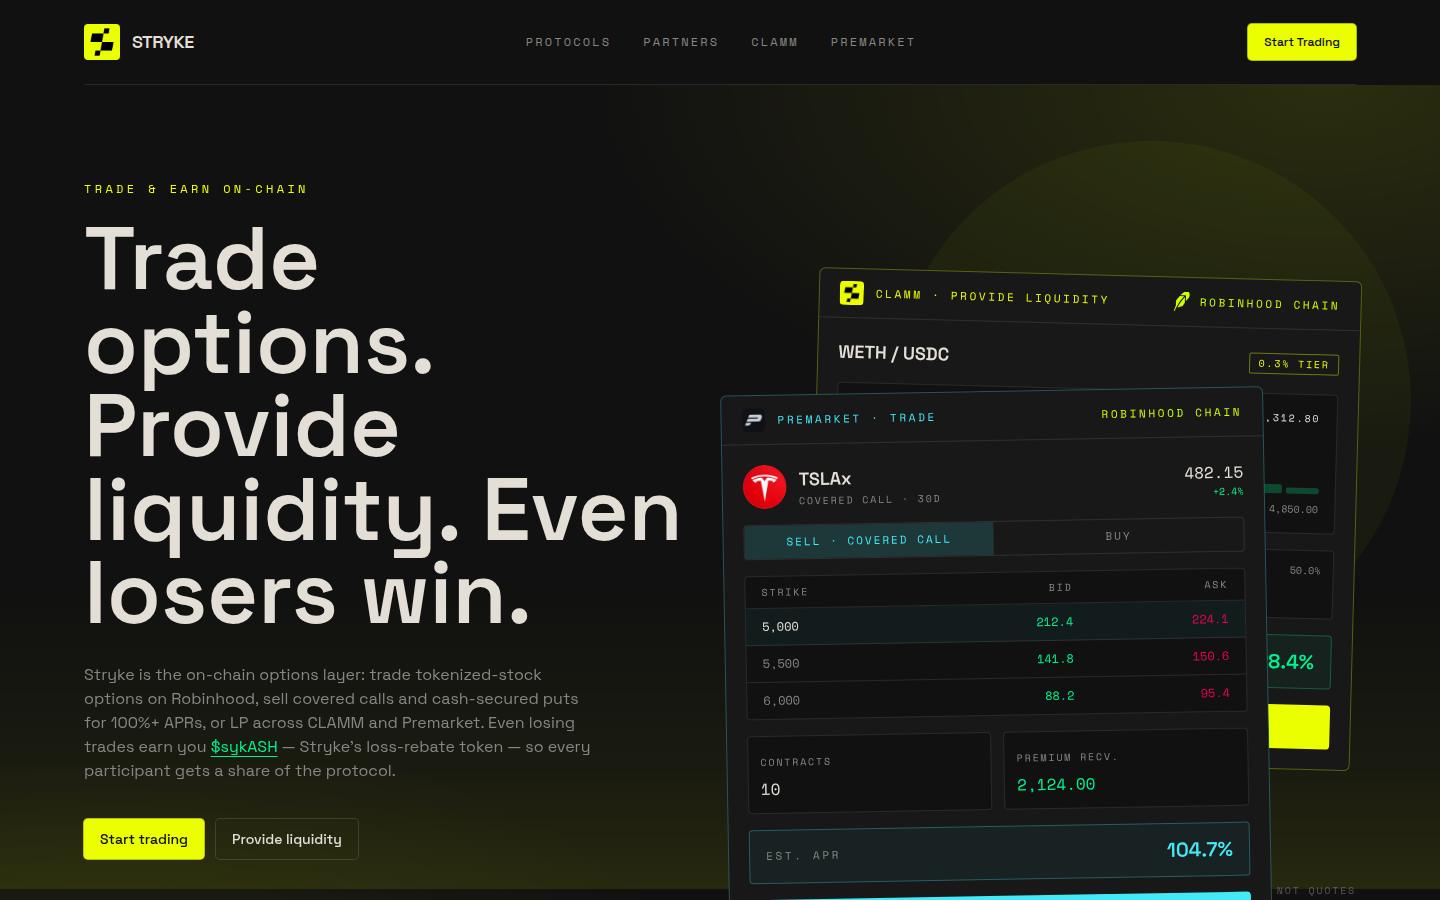 STRYKE
PROTOCOLS
PARTNERS
CLAMM
PREMARKET
Start Trading
TRADE & EARN ON-CHAIN
Trade
options.
Provide
liquidity. Even
losers win.
Stryke is the on-chain options layer: trade tokenized-stock
options on Robinhood, sell covered calls and cash-secured puts
for 100%+ APRs, or LP across CLAMM and Premarket. Even losing
trades earn you $sykASH — Stryke's loss-rebate token — so every
participant gets a share of the protocol.
Start trading
Provide liquidity
CLAMM · PROVIDE LIQUIDITY
ROBINHOOD CHAIN
WETH / USDC
0.3% TIER
,312.80
4,850.00
50.0%
8.4%
PREMARKET · TRADE
ROBINHOOD CHAIN
TSLAx
COVERED CALL · 30D
482.15
+2.4%
SELL · COVERED CALL
BUY
STRIKE BID ASK
5,000 212.4 224.1
5,500 141.8 150.6
6,000 88.2 95.4
CONTRACTS
10
PREMIUM RECV.
2,124.00
EST. APR
104.7%
NOT QUOTES